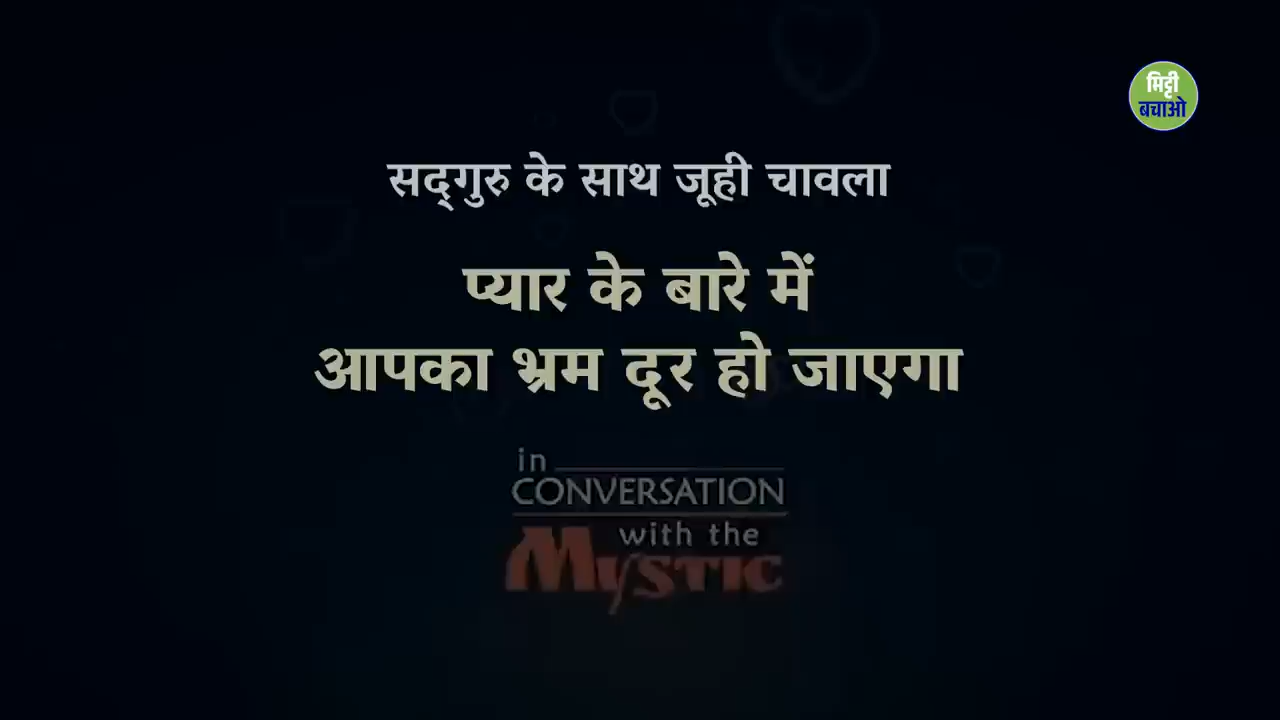 मिट्टी
बचाओ
सद्गुरु के साथ जूही चावला
प्यार के बारे में
आपका भ्रम दूर हो जाएगा
in
CONVERSATION
with the
MYSTIC